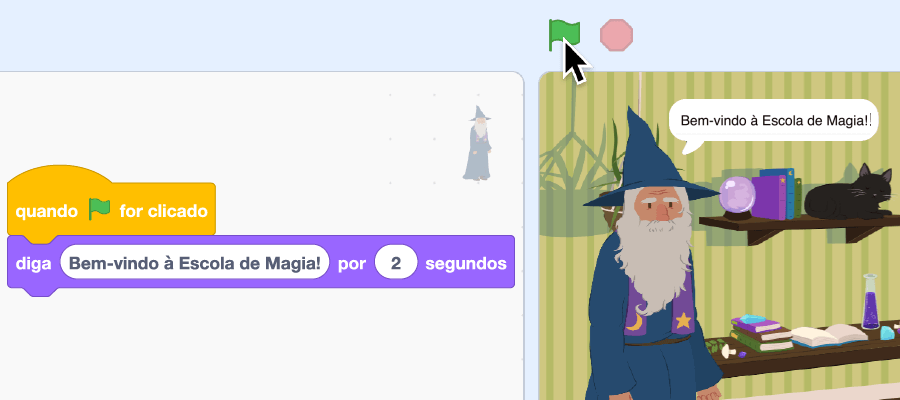 Bem-vindo à Escola de Magia!
quando for clicado
diga Bem-vindo à Escola de Magia! por 2 segundos